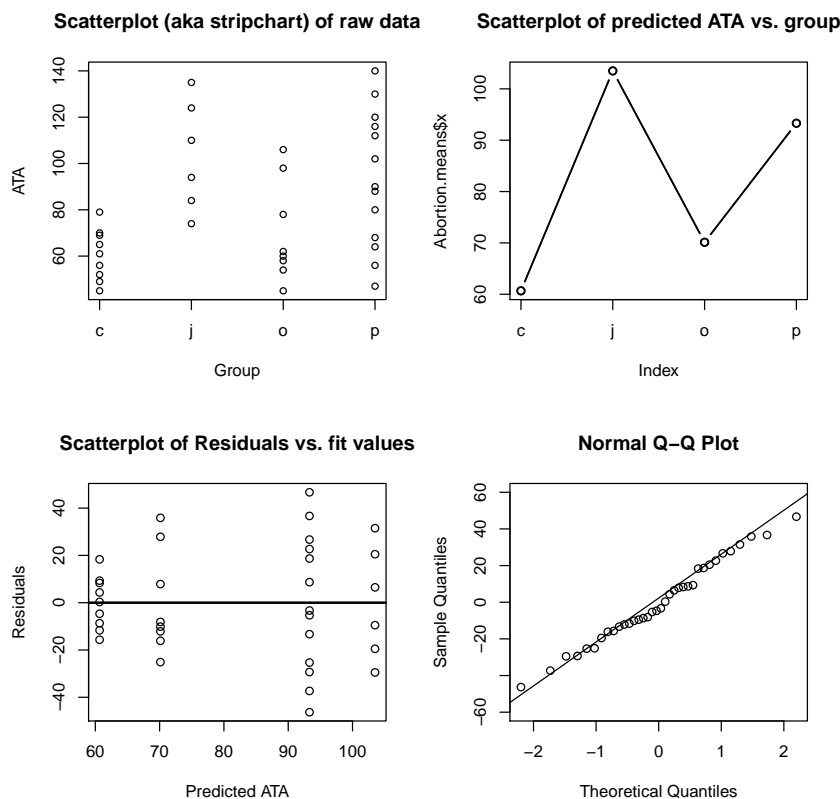 Scatterplot (aka stripchart) of raw data
ATA
140
120
100
80
60
c j o p
Group
Scatterplot of predicted ATA vs. group
Abortion.means$x
100
90
80
70
60
c j o p
Index
Scatterplot of Residuals vs. fit values
Residuals
40
20
0
−20
−40
60 70 80 90 100
Predicted ATA
Normal Q−Q Plot
Sample Quantiles
60
40
20
0
−20
−60
−2 −1 0 1 2
Theoretical Quantiles